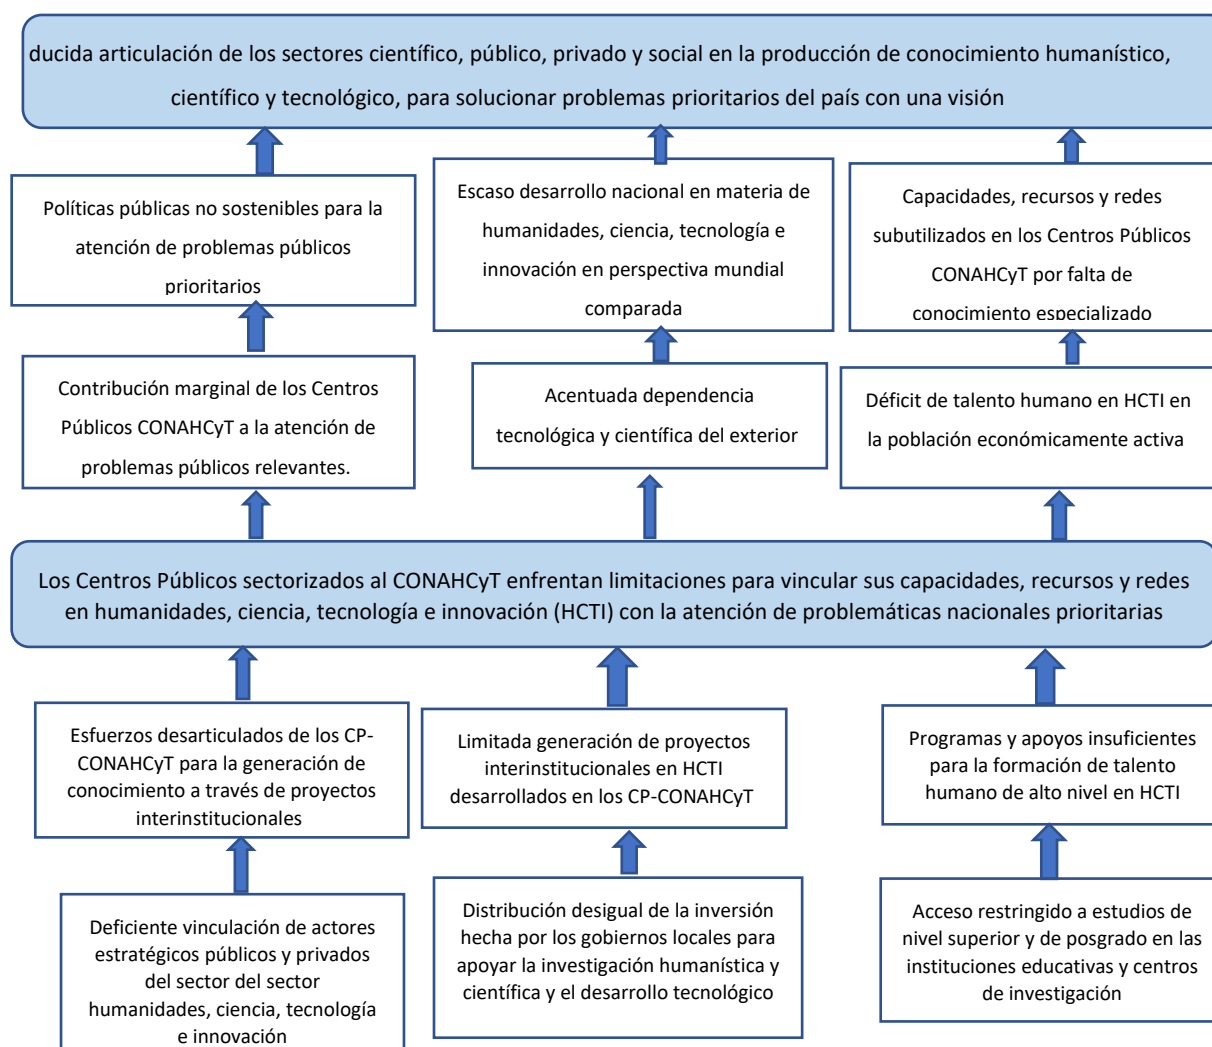 ducida articulación de los sectores científico, público, privado y social en la producción de conocimiento humanístico,
científico y tecnológico, para solucionar problemas prioritarios del país con una visión
Políticas públicas no sostenibles para la
atención de problemas públicos
prioritarios
Escaso desarrollo nacional en materia de
humanidades, ciencia, tecnología e
innovación en perspectiva mundial
comparada
Capacidades, recursos y redes
subutilizados en los Centros Públicos
CONAHCyT por falta de
conocimiento especializado
Contribución marginal de los Centros
Públicos CONAHCyT a la atención de
problemas públicos relevantes.
Acentuada dependencia
tecnológica y científica del exterior
Déficit de talento humano en HCTI en
la población económicamente activa
Los Centros Públicos sectorizados al CONAHCyT enfrentan limitaciones para vincular sus capacidades, recursos y redes
en humanidades, ciencia, tecnología e innovación (HCTI) con la atención de problemáticas nacionales prioritarias
Esfuerzos desarticulados de los CP-
CONAHCyT para la generación de
conocimiento a través de proyectos
interinstitucionales
Limitada generación de proyectos
interinstitucionales en HCTI
desarrollados en los CP-CONAHCyT
Programas y apoyos insuficientes
para la formación de talento
humano de alto nivel en HCTI
Deficiente vinculación de actores
estratégicos públicos y privados
del sector del sector
humanidades, ciencia, tecnología
e innovación
Distribución desigual de la inversión
hecha por los gobiernos locales para
apoyar la investigación humanística y
científica y el desarrollo tecnológico
Acceso restringido a estudios de
nivel superior y de posgrado en las
instituciones educativas y centros
de investigación